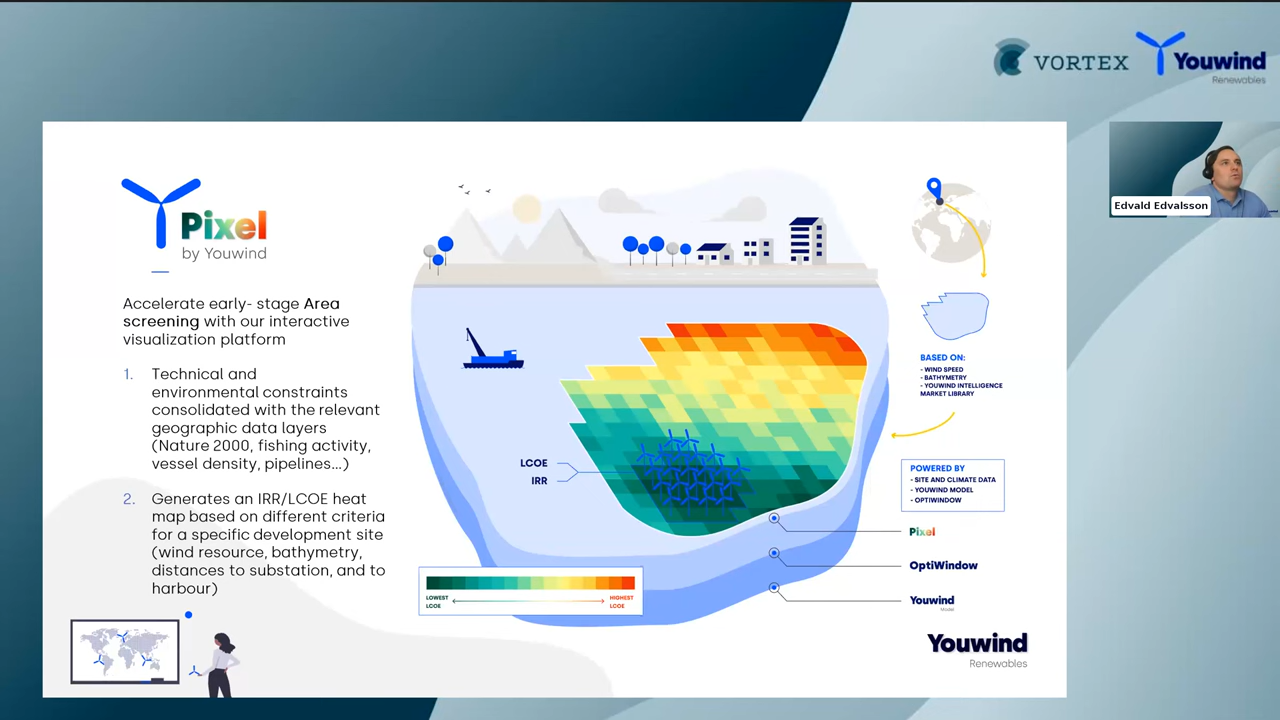 VORTEX
Youwind
Renewables
Edvald Edvalsson
Pixel
by Youwind
Accelerate early- stage Area
screening with our interactive
visualization platform
1. Technical and
environmental constraints
consolidated with the relevant
geographic data layers
(Nature 2000, fishing activity,
vessel density, pipelines...)
2. Generates an IRR/LCOE heat
map based on different criteria
for a specific development site
(wind resource, bathymetry,
distances to substation, and to
harbour)
LCOE
IRR
LOWEST
LCOE
HIGHEST
LCOE
BASED ON:
- WIND SPEED
- BATHYMETRY
- YOUWIND INTELLIGENCE
MARKET LIBRARY
POWERED BY
- SITE AND CLIMATE DATA
- YOUWIND MODEL
- OPTIWINDOW
Pixel
OptiWindow
Youwind
Model
Youwind
Renewables